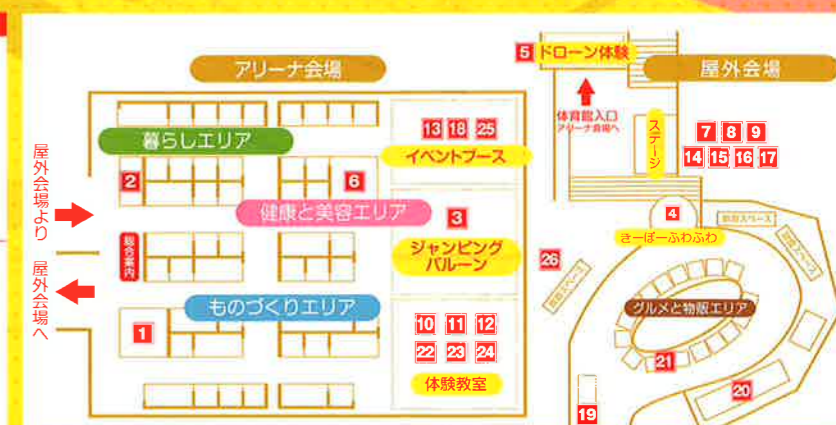 アリーナ会場
屋外会場より
屋外会場へ
暮らしエリア
2
6
健康と美容エリア
総合案内
ものづくりエリア
1
13 18 25
イベントブース
3
ジャンピング
バルーン
10 11 12
22 23 24
体験教室
5 ドローン体験
体育館入口
アリーナ会場へ
屋外会場
ステージ
7 8 9
14 15 16 17
4
きーぼーふわふわ
26
グルメと物販エリア
21
20
19